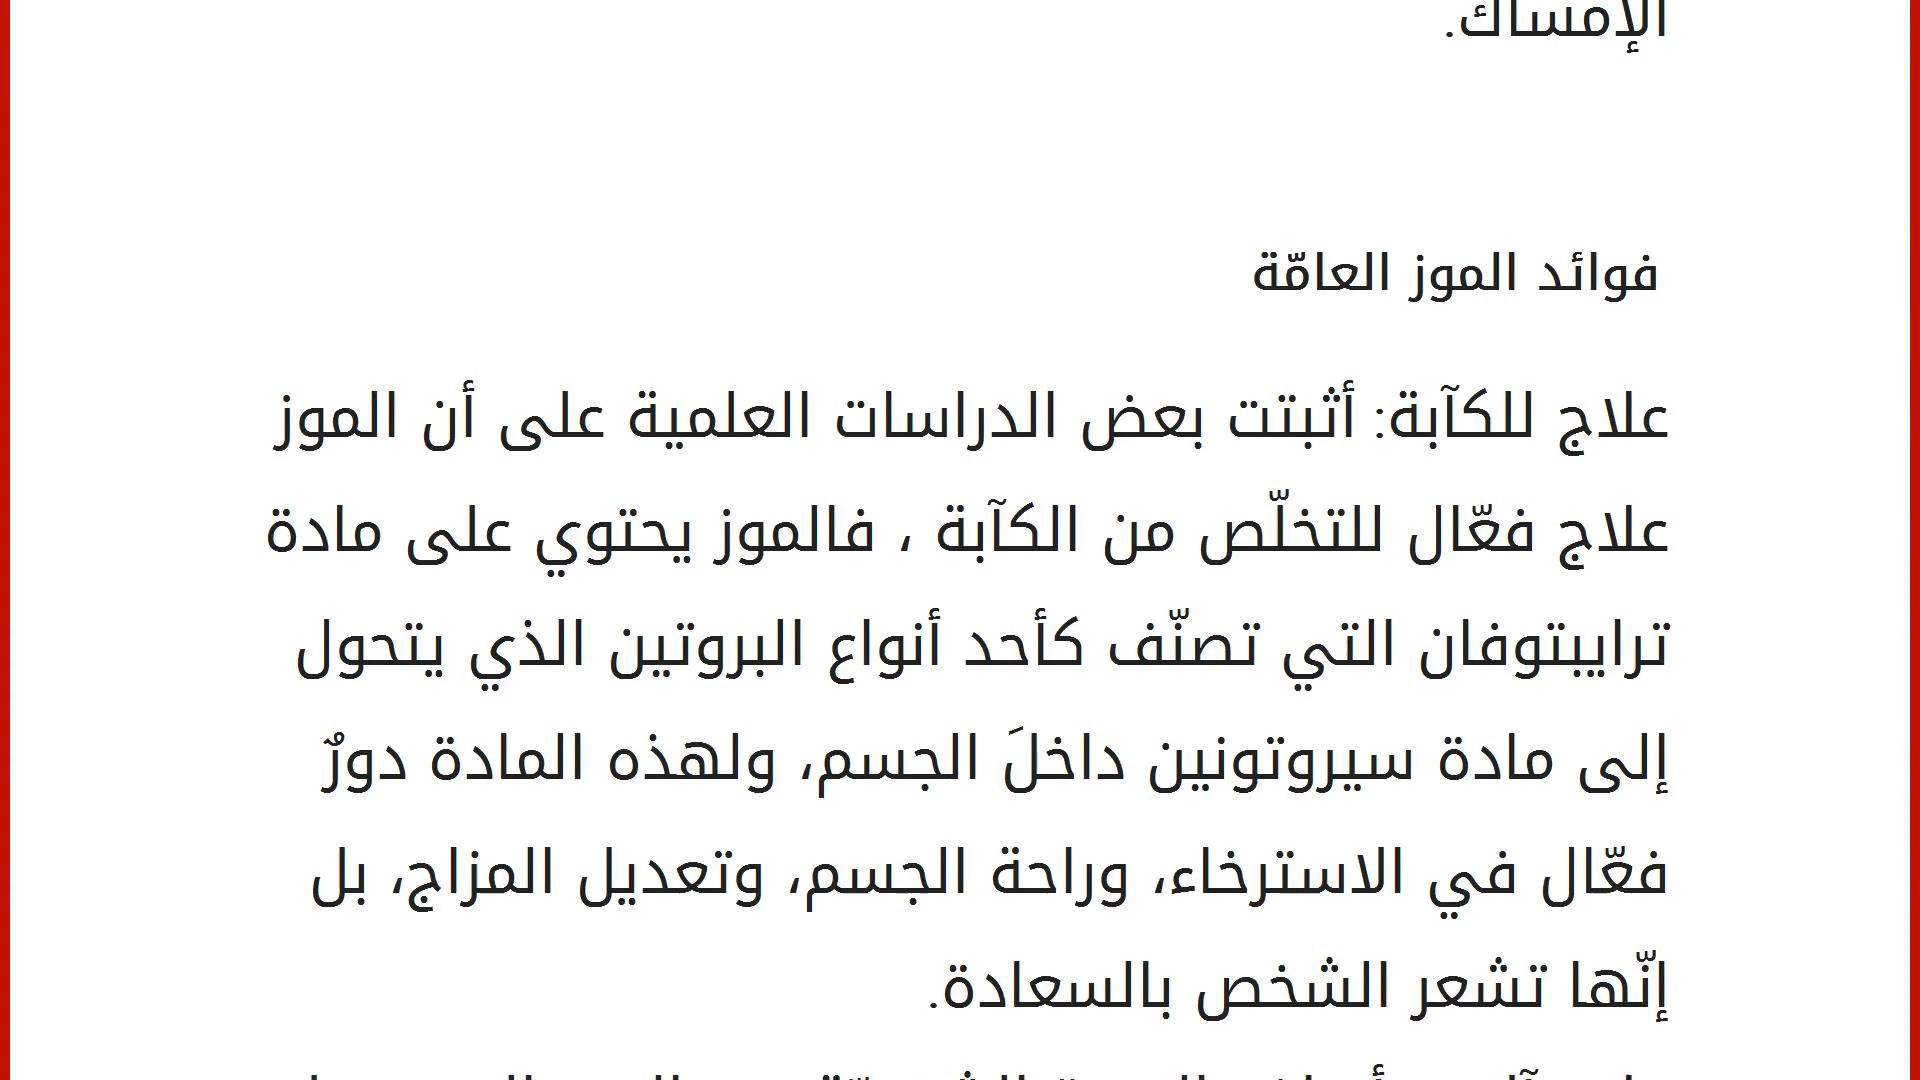 الإمساك.
فوائد الموز العامّة
علاج للكآبة: أثبتت بعض الدراسات العلمية على أن الموز
علاج فعّال للتخلّص من الكآبة ، فالموز يحتوي على مادة
ترايبتوفان التي تصنّف كأحد أنواع البروتين الذي يتحول
إلى مادة سيروتونين داخلَ الجسم، ولهذه المادة دورٌ
فعّال في الاسترخاء، وراحة الجسم، وتعديل المزاج، بل
إنّها تشعر الشخص بالسعادة.